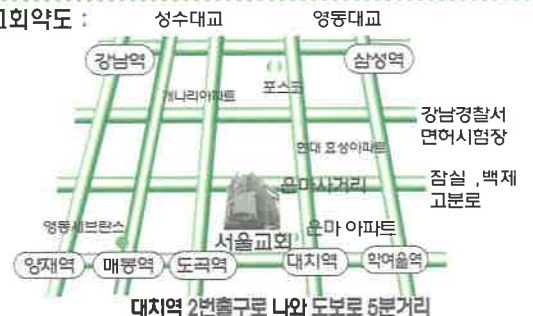 회약도 :
성수대교 영동대교
강남역 삼성역
포스코
개나리아파트
강남경찰서
면허시험장
현대 효성아파트
은마사거리
잠실 ,백제
고분로
영동세브란스
서울교회
은마 아파트
양재역 매봉역 도곡역 대치역 학여울역
대치역 2번출구로 나와 도보로 5분거리